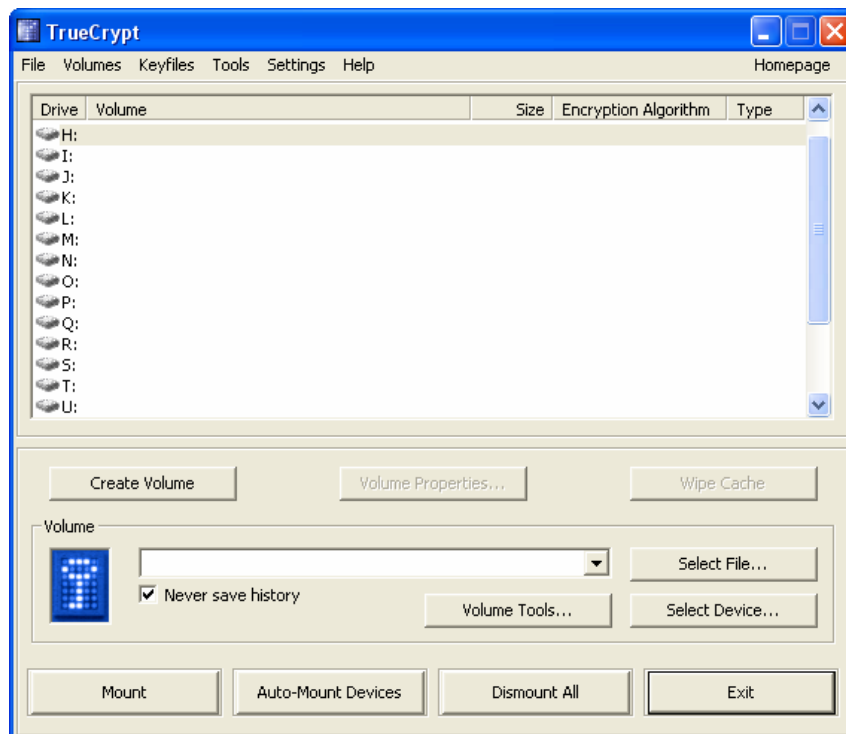 TrueCrypt
File Volumes Keyfiles Tools Settings Help Homepage
Drive Volume Size Encryption Algorithm Type
H:
I:
J:
K:
L:
M:
N:
O:
P:
Q:
R:
S:
T:
U:
Create Volume Volume Properties... Wipe Cache
Volume
T
Select File...
Never save history
Volume Tools... Select Device...
Mount Auto-Mount Devices Dismount All Exit